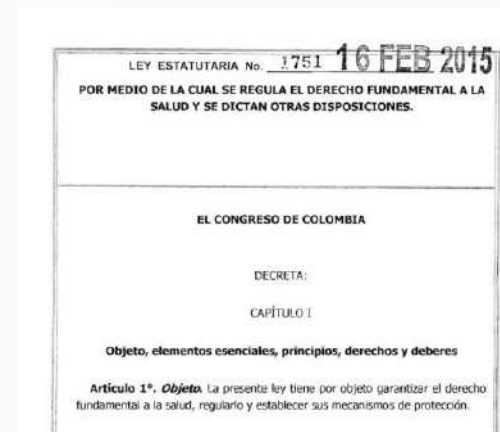 LEY ESTATUTARIA No. 1751 16 FEB 2015
POR MEDIO DE LA CUAL SE REGULA EL DERECHO FUNDAMENTAL A LA
SALUD Y SE DICTAN OTRAS DISPOSICIONES.
EL CONGRESO DE COLOMBIA
DECRETA:
CAPÍTULO I
Objeto, elementos esenciales, principios, derechos y deberes
Artículo 1°. Objeto. La presente ley tiene por objeto garantizar el derecho
fundamental a la salud, regularlo y establecer sus mecanismos de protección.